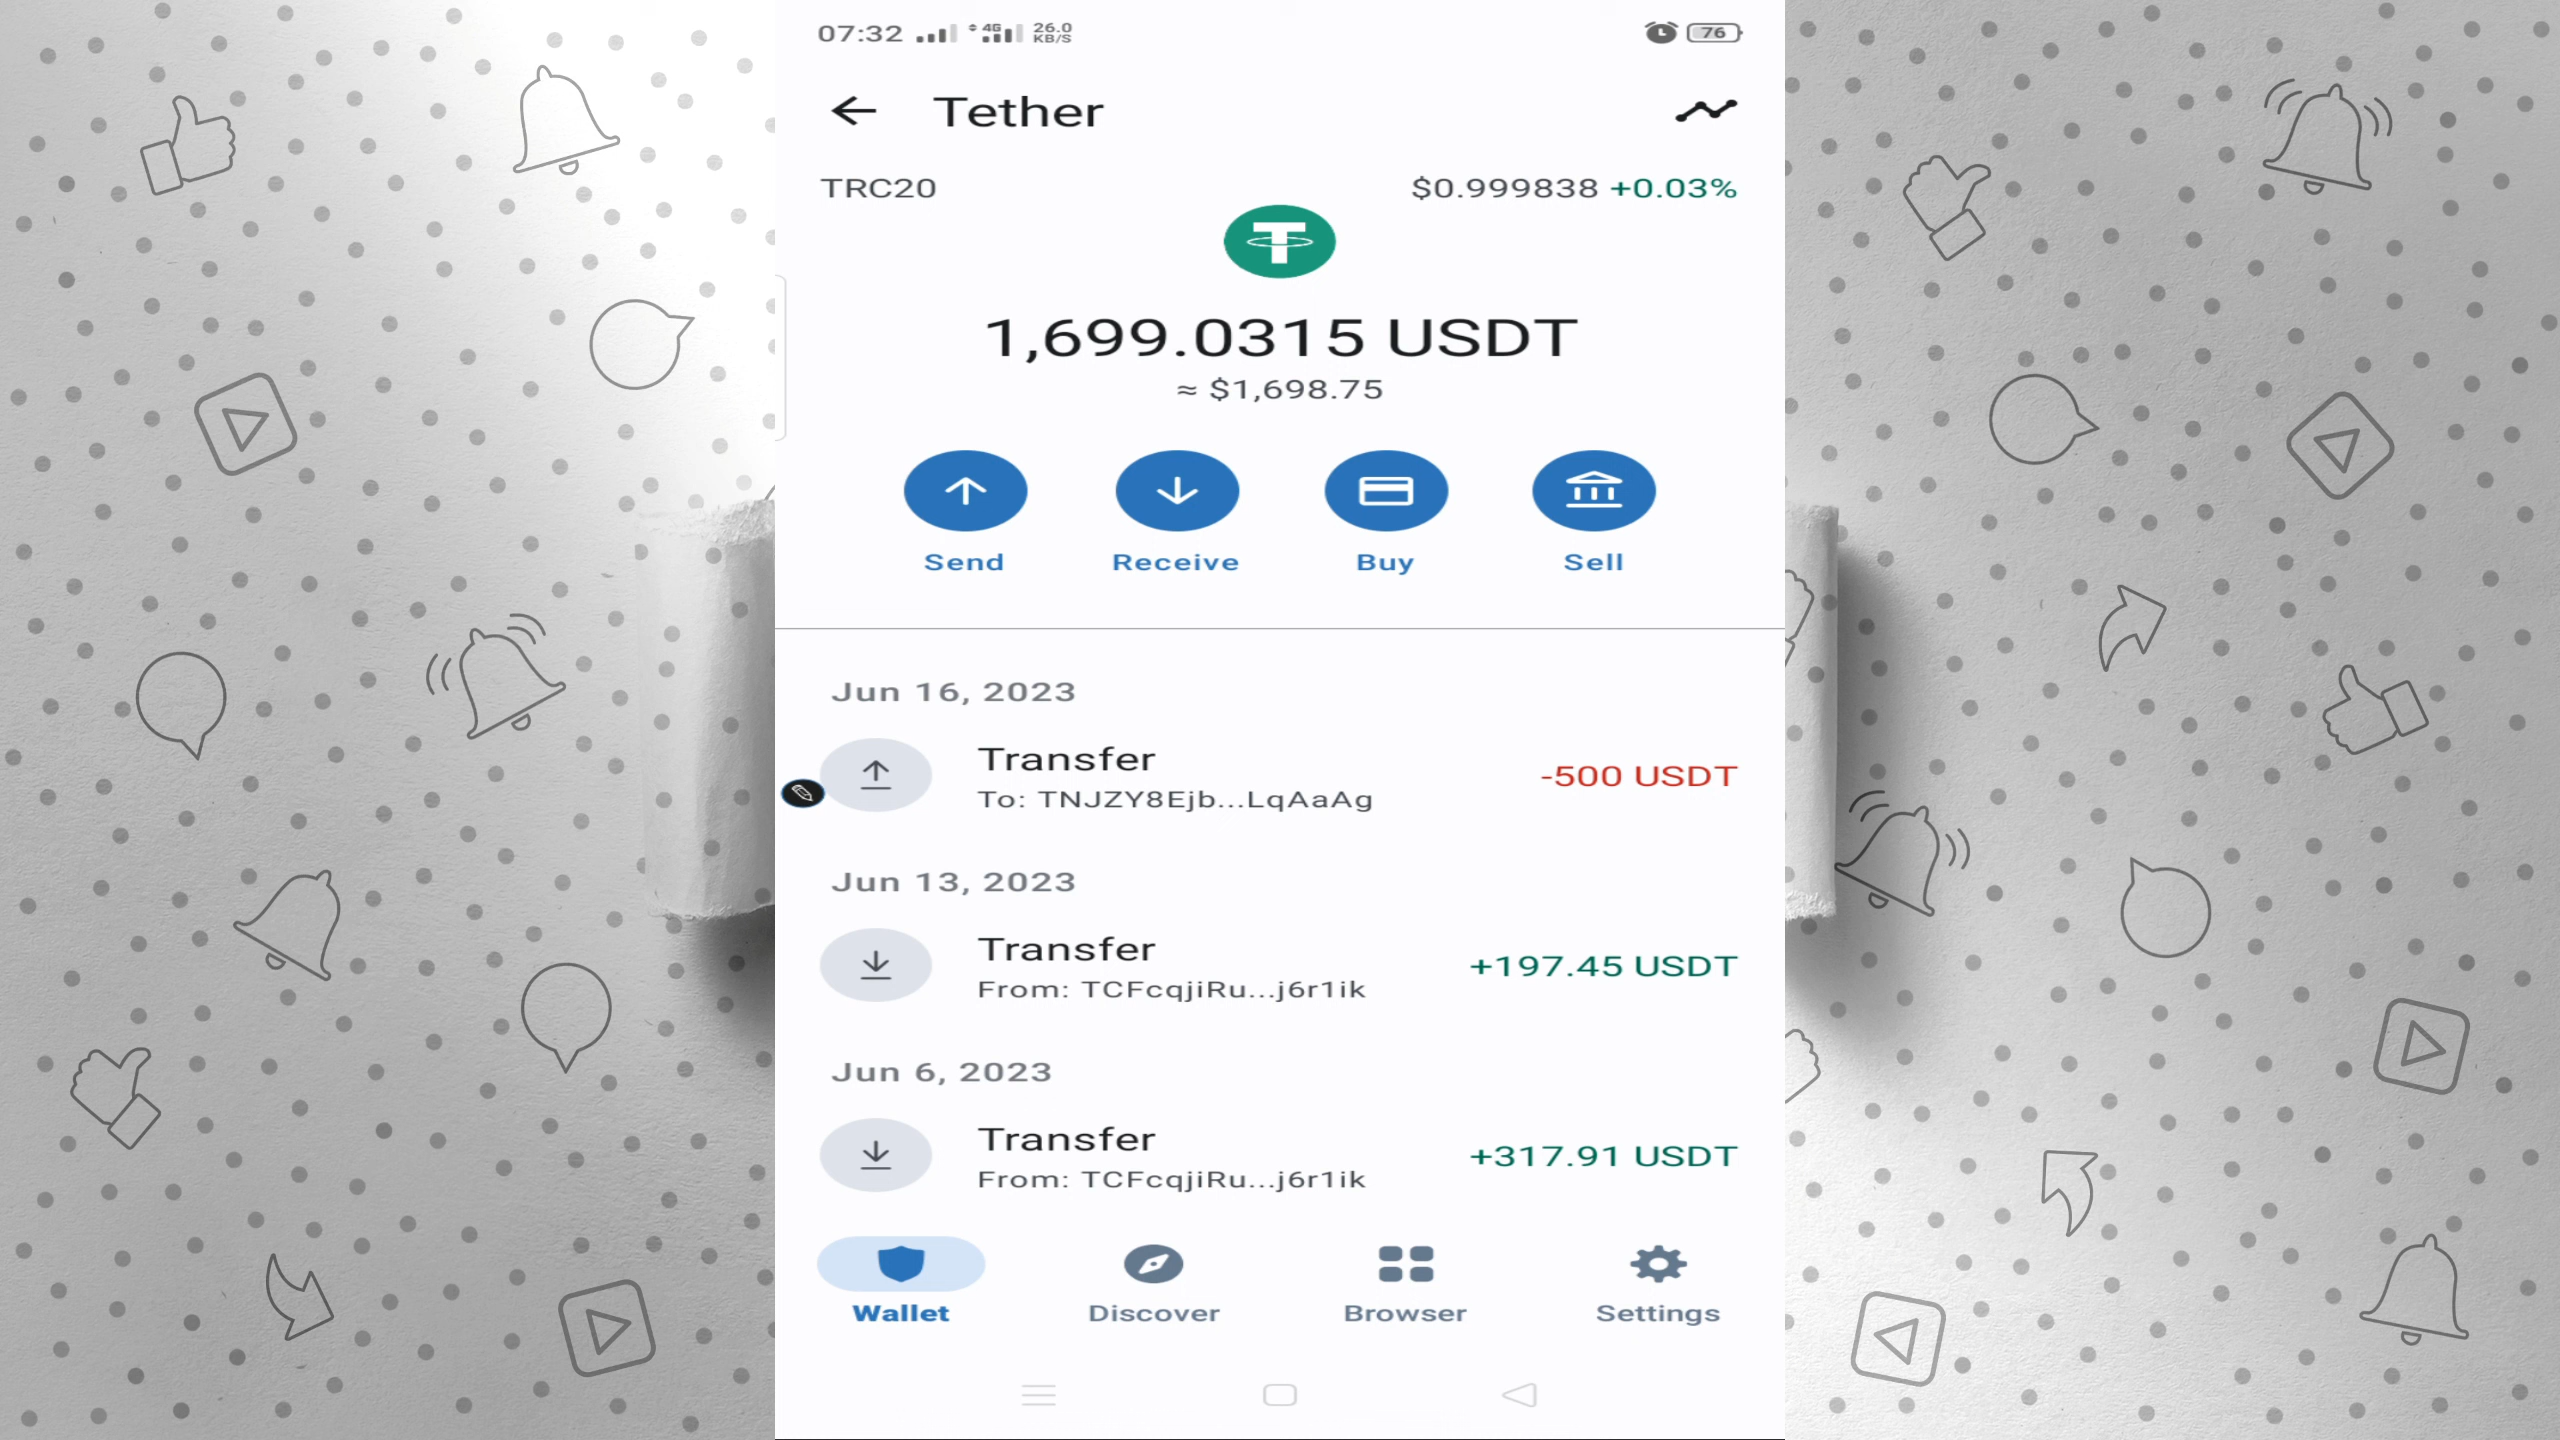 07:32 4G 26.0 KB/S 76
Tether
TRC20 $0.999838 +0.03%
1,699.0315 USDT
≈ $1,698.75
Send Receive Buy Sell
Jun 16, 2023
Transfer -500 USDT
To: TNJZY8Ejb...LqAaAg
Jun 13, 2023
Transfer +197.45 USDT
From: TCFcqjiRu...j6r1ik
Jun 6, 2023
Transfer +317.91 USDT
From: TCFcqjiRu...j6r1ik
Wallet Discover Browser Settings